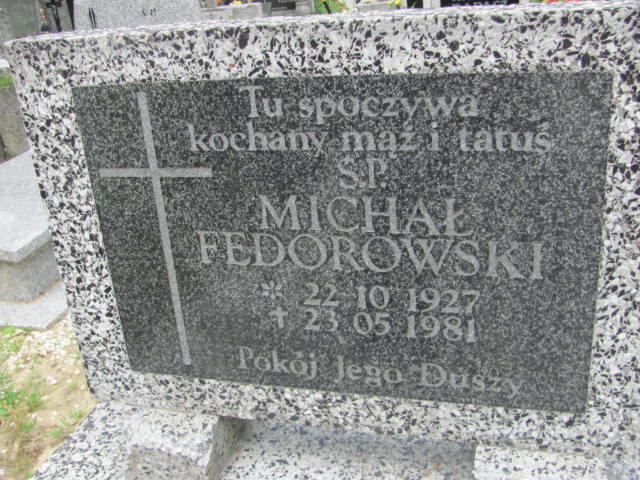 Tu spoczywa
kochany mąż i tatuś
Ś.P.
MICHAŁ
FEDOROWSKI
* 22 10 1927
† 23 05 1981
Pokój Jego Duszy